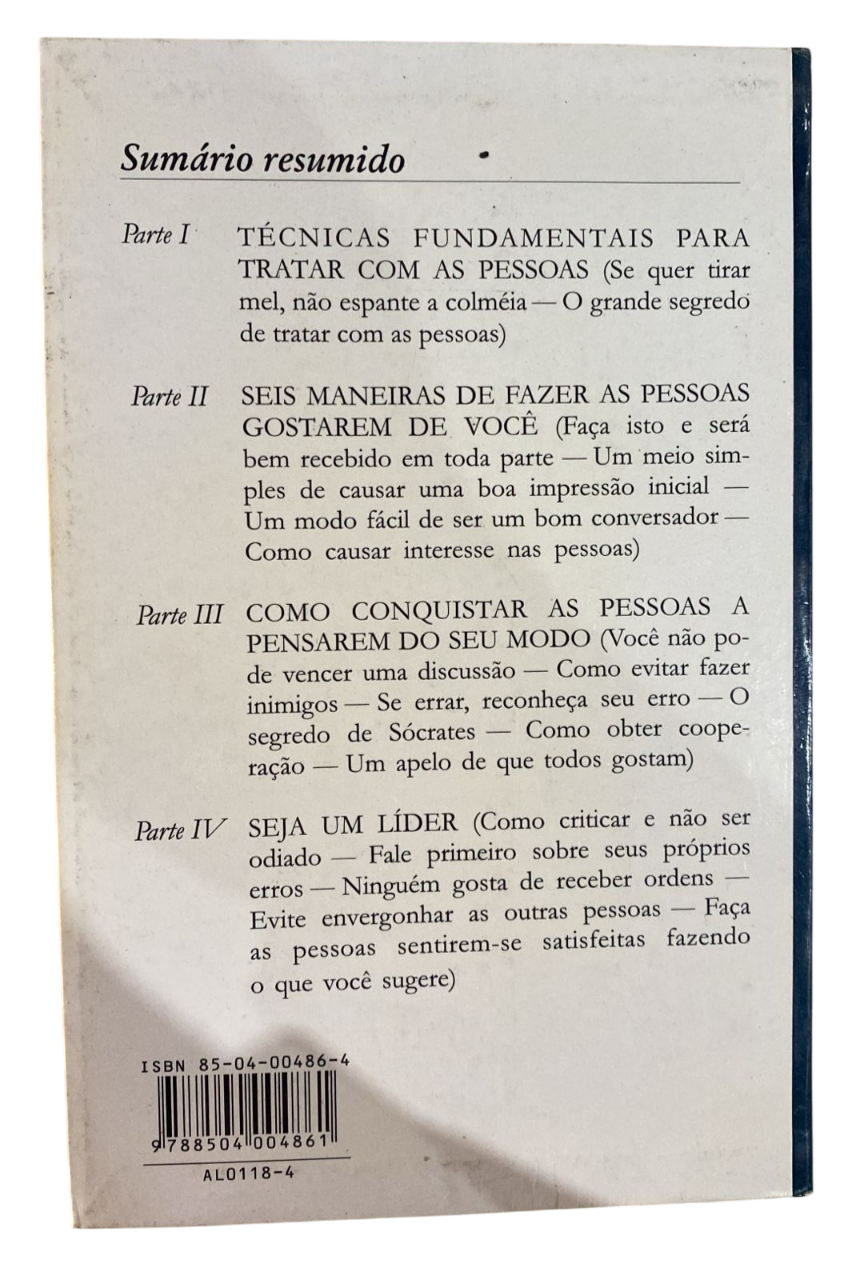 Sumário resumido
Parte I TÉCNICAS FUNDAMENTAIS PARA
TRATAR COM AS PESSOAS (Se quer tirar
mel, não espante a colméia — O grande segredo
de tratar com as pessoas)
Parte II SEIS MANEIRAS DE FAZER AS PESSOAS
GOSTAREM DE VOCÊ (Faça isto e será
bem recebido em toda parte — Um meio sim-
ples de causar uma boa impressão inicial —
Um modo fácil de ser um bom conversador —
Como causar interesse nas pessoas)
Parte III COMO CONQUISTAR AS PESSOAS A
PENSAREM DO SEU MODO (Você não po-
de vencer uma discussão — Como evitar fazer
inimigos — Se errar, reconheça seu erro — O
segredo de Sócrates — Como obter coope-
ração — Um apelo de que todos gostam)
Parte IV SEJA UM LÍDER (Como criticar e não ser
odiado — Fale primeiro sobre seus próprios
erros — Ninguém gosta de receber ordens —
Evite envergonhar as outras pessoas — Faça
as pessoas sentirem-se satisfeitas fazendo
o que você sugere)
ISBN 85-04-00486-4
9788504004861
AL0118-4